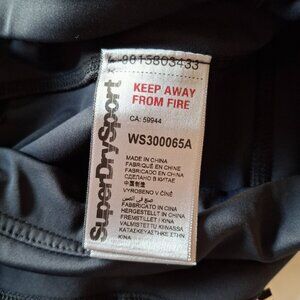 9015803433
SuperDrySport
KEEP AWAY
FROM FIRE
CA: 59944
WS300065A
MADE IN CHINA
FABRIQUÉ EN CHINE
FABRICADO EN CHINA
СДЕЛАНО В КИТАЕ
中国制造
VYROBENO V ČÍNĚ
صنع في الصين
FABBRICATO IN CINA
HERGESTELLT IN CHINA
FREMSTILLET I KINA
VALMISTETTU KIINASSA
ΚΑΤΑΣΚΕΥΑΣΤΗΚΕ ΣΤΗΝ
ΚΙΝΑ